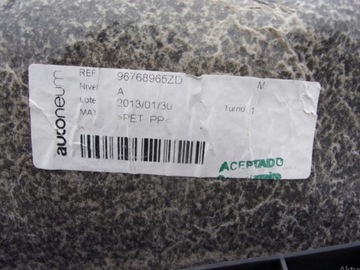 autoneum
REF 96768965ZD M
Nivel A
Lote 2013/01/30 Turno 1
MAT >PET PP<
ACEPTADO